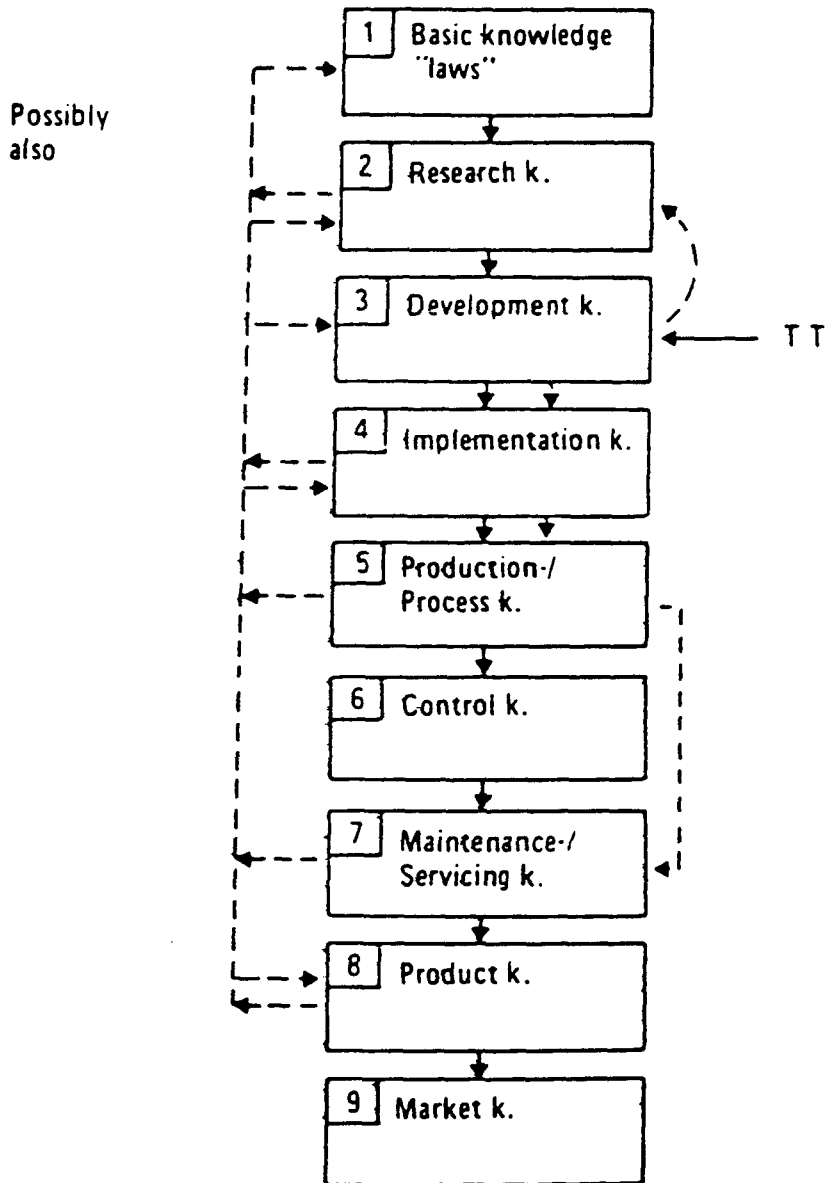 Possibly
also
1 Basic knowledge
"laws"
2 Research k.
3 Development k.
T T
4 Implementation k.
5 Production-/
Process k.
6 Control k.
7 Maintenance-/
Servicing k.
8 Product k.
9 Market k.